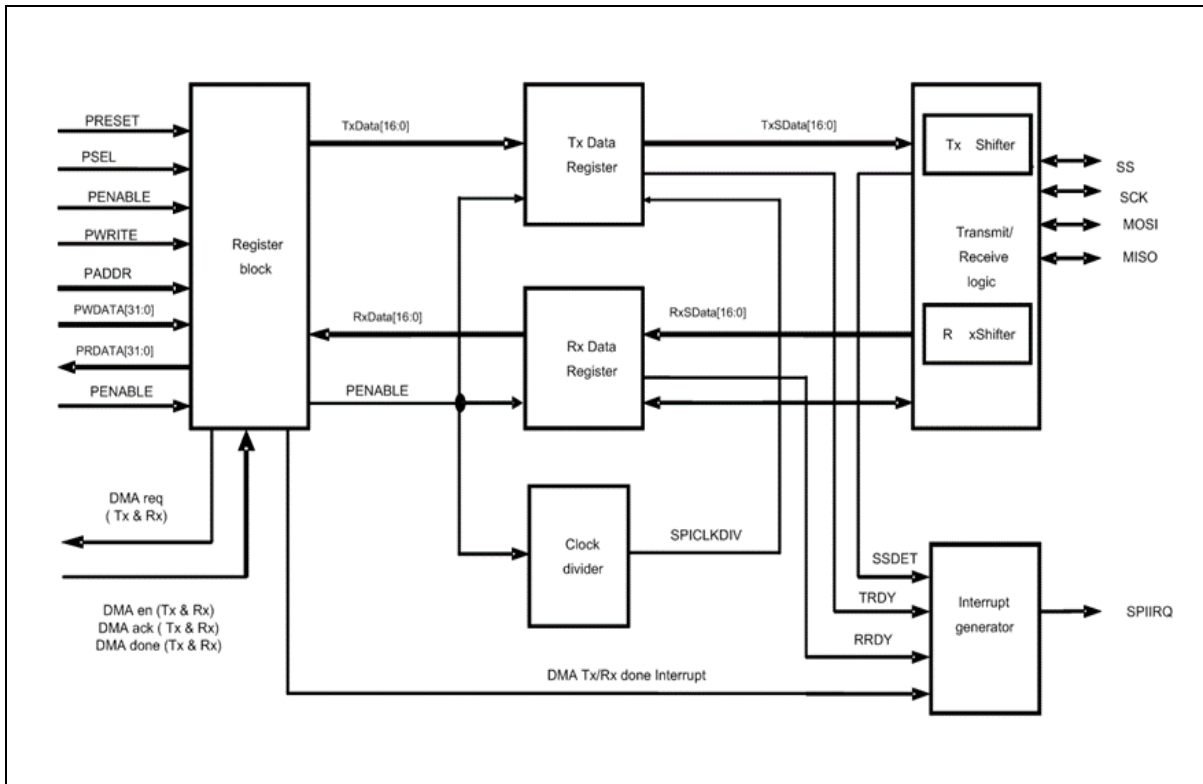 PRESET
PSEL
PENABLE
PWRITE
PADDR
PWDATA[31:0]
PRDATA[31:0]
PENABLE
Register
block
DMA req
( Tx & Rx)
DMA en (Tx & Rx)
DMA ack ( Tx & Rx)
DMA done (Tx & Rx)
TxData[16:0]
RxData[16:0]
PENABLE
Tx Data
Register
Rx Data
Register
Clock
divider
TxSData[16:0]
RxSData[16:0]
SPICLKDIV
DMA Tx/Rx done Interrupt
Tx Shifter
Transmit/
Receive
logic
R xShifter
SS
SCK
MOSI
MISO
SSDET
TRDY
RRDY
Interrupt
generator
SPIIRQ